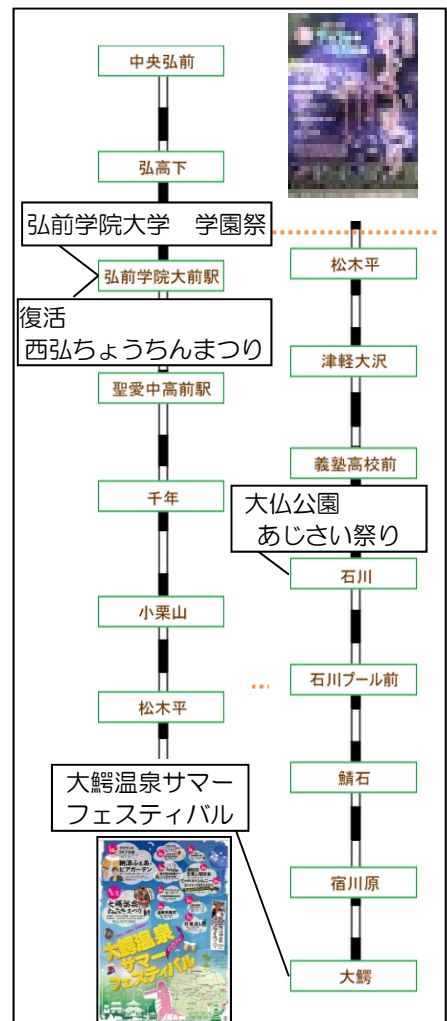 中央弘前
弘高下
弘前学院大学　学園祭
弘前学院大前駅
復活
西弘ちょうちんまつり
聖愛中高前駅
千年
小栗山
松木平
松木平
津軽大沢
義塾高校前
大仏公園
あじさい祭り
石川
石川プール前
鯖石
宿川原
大鰐
大鰐温泉サマー
フェスティバル
大鰐温泉
サマー
フェスティバル